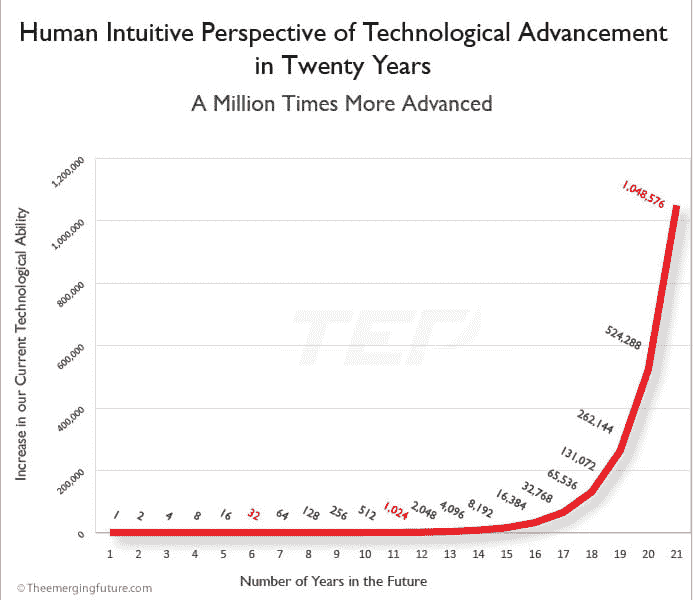 Human Intuitive Perspective of Technological Advancement
in Twenty Years
A Million Times More Advanced
Increase in our Current Technological Ability
1,200,000
1,000,000
800,000
600,000
400,000
200,000
0
TEF
1 2 4 8 16 32 64 128 256 512 1,024 2,048 4,096 8,192 16,384 32,768 65,536 131,072 262,144 524,288 1,048,576
1 2 3 4 5 6 7 8 9 10 11 12 13 14 15 16 17 18 19 20 21
Number of Years in the Future
© Theemergingfuture.com